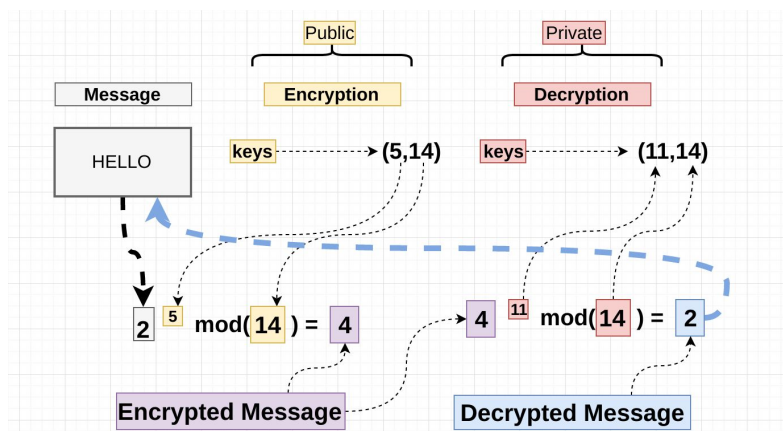 Public
Private
Message
Encryption
Decryption
HELLO
keys
(5,14)
keys
(11,14)
2 5 mod( 14 ) = 4
4 11 mod( 14 ) = 2
Encrypted Message
Decrypted Message